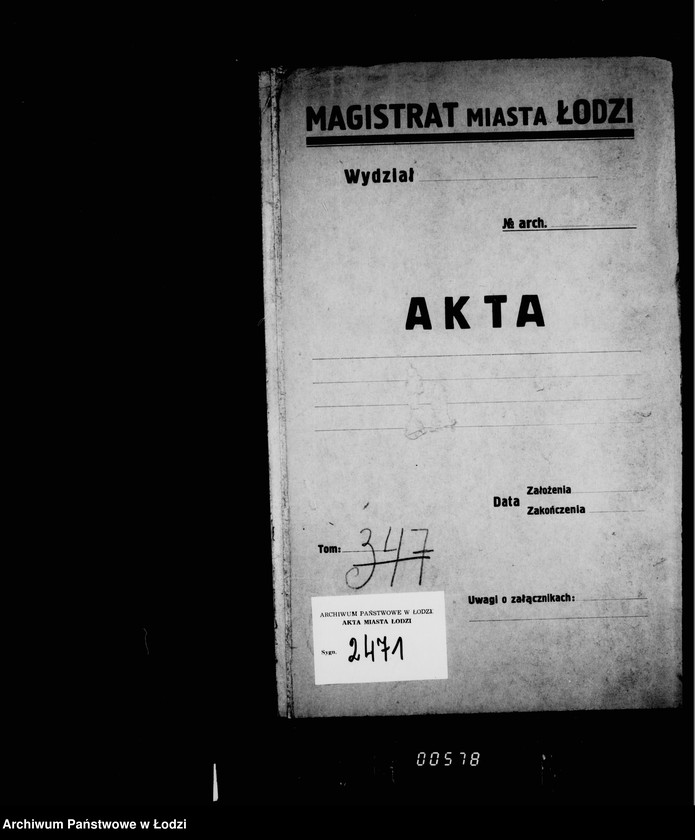 MAGISTRAT MIASTA ŁODZI
Wydział
№ arch.
AKTA
Data
Założenia
Zakończenia
Tom: 347
Uwagi o załącznikach:
ARCHIWUM PAŃSTWOWE W ŁODZI
AKTA MIASTA ŁODZI
Sygn. 2471
00578
Archiwum Państwowe w Łodzi